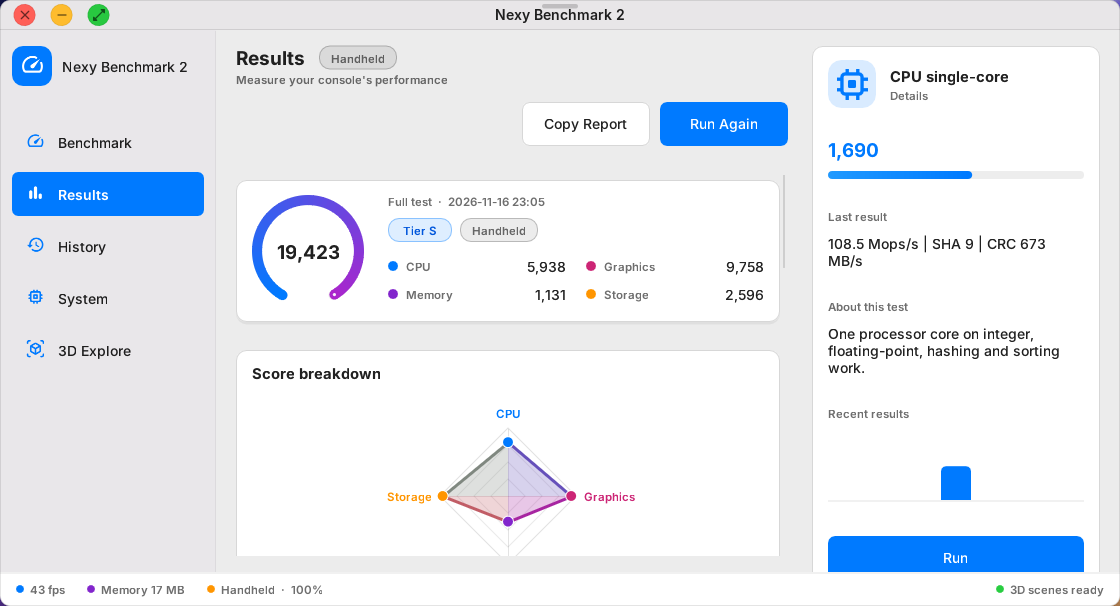 Nexy Benchmark 2
Nexy Benchmark 2
Benchmark
Results
History
System
3D Explore
Results
Handheld
Measure your console's performance
Copy Report
Run Again
19,423
Full test · 2026-11-16 23:05
Tier S
Handheld
CPU 5,938
Graphics 9,758
Memory 1,131
Storage 2,596
Score breakdown
CPU
Storage
Graphics
CPU single-core
Details
1,690
Last result
108.5 Mops/s | SHA 9 | CRC 673
MB/s
About this test
One processor core on integer,
floating-point, hashing and sorting
work.
Recent results
Run
43 fps
Memory 17 MB
Handheld · 100%
3D scenes ready